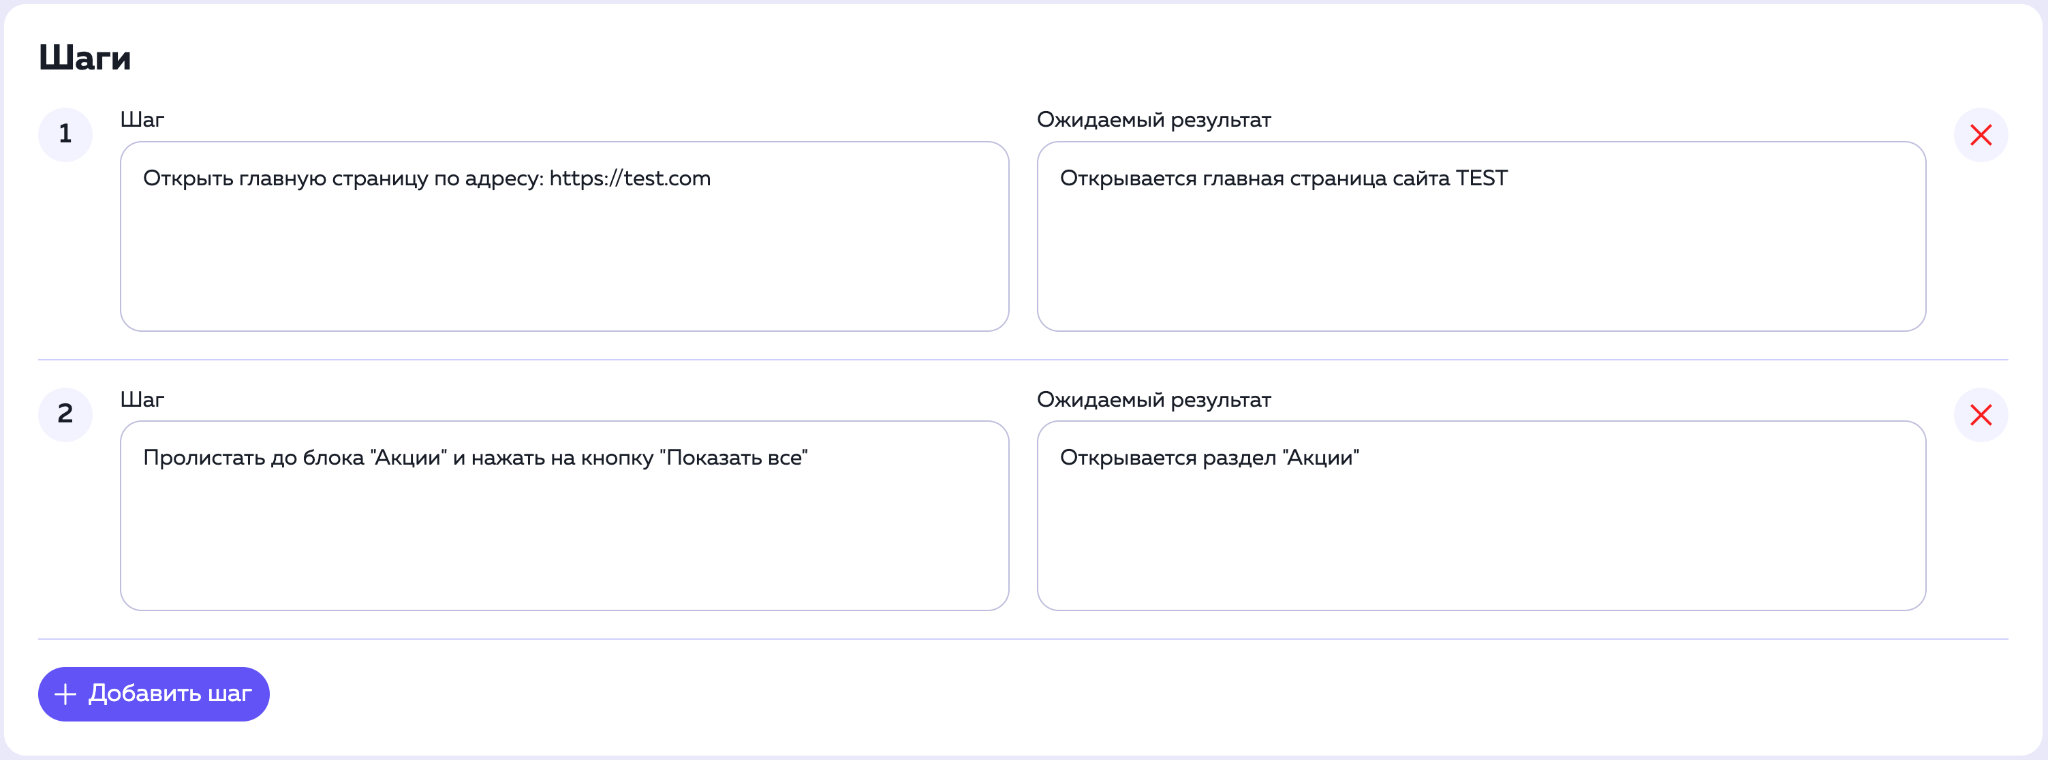 Шаги
1
Шаг
Открыть главную страницу по адресу: https://test.com
Ожидаемый результат
Открывается главная страница сайта TEST
2
Шаг
Пролистать до блока "Акции" и нажать на кнопку "Показать все"
Ожидаемый результат
Открывается раздел "Акции"
Добавить шаг